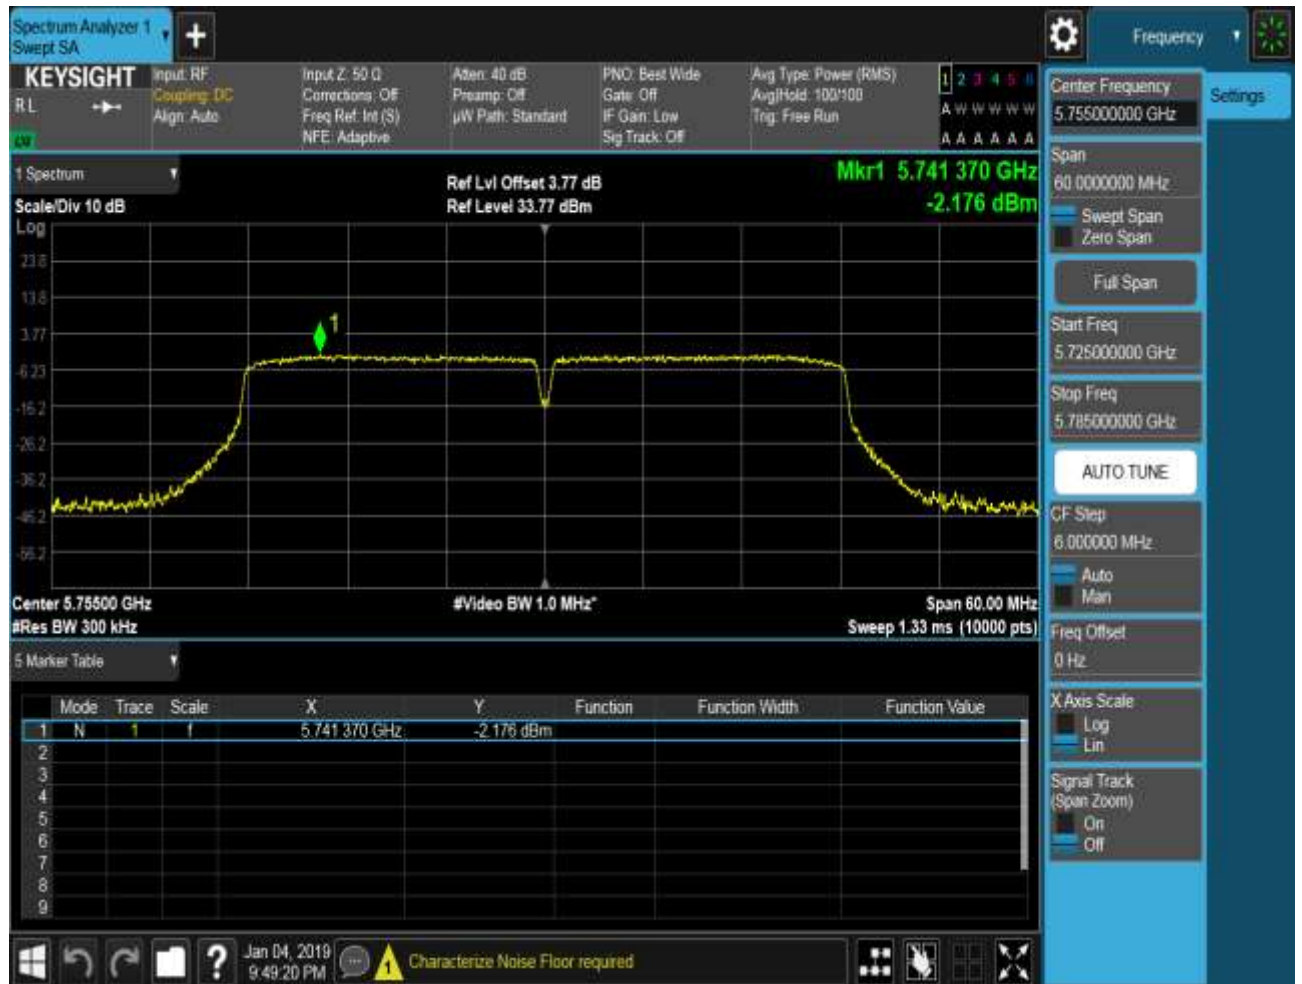 Spectrum Analyzer 1
Swept SA
+
Frequency
KEYSIGHT
RL
Input: RF
Coupling: DC
Align: Auto
Input Z: 50 Ω
Corrections: Off
Freq Ref: Int (S)
NFE: Adaptive
Atten: 40 dB
Preamp: Off
µW Path: Standard
PNO: Best Wide
Gate: Off
IF Gain: Low
Sig Track: Off
Avg Type: Power (RMS)
Avg|Hold: 100/100
Trig: Free Run
1 2 3 4 5 6
A W W W W W
A A A A A A
1 Spectrum
Scale/Div 10 dB
Ref Lvl Offset 3.77 dB
Ref Level 33.77 dBm
Mkr1 5.741 370 GHz
-2.176 dBm
Log
23.8
13.8
3.77
-6.23
-16.2
-26.2
-36.2
-46.2
-56.2
1
Center 5.75500 GHz
#Res BW 300 kHz
#Video BW 1.0 MHz*
Span 60.00 MHz
Sweep 1.33 ms (10000 pts)
5 Marker Table
Mode Trace Scale X Y Function Function Width Function Value
1 N 1 f 5.741 370 GHz -2.176 dBm
2
3
4
5
6
7
8
9
Center Frequency
5.755000000 GHz
Settings
Span
60.0000000 MHz
Swept Span
Zero Span
Full Span
Start Freq
5.725000000 GHz
Stop Freq
5.785000000 GHz
AUTO TUNE
CF Step
6.000000 MHz
Auto
Man
Freq Offset
0 Hz
X Axis Scale
Log
Lin
Signal Track
(Span Zoom)
On
Off
?
Jan 04, 2019
9:49:20 PM
1
Characterize Noise Floor required